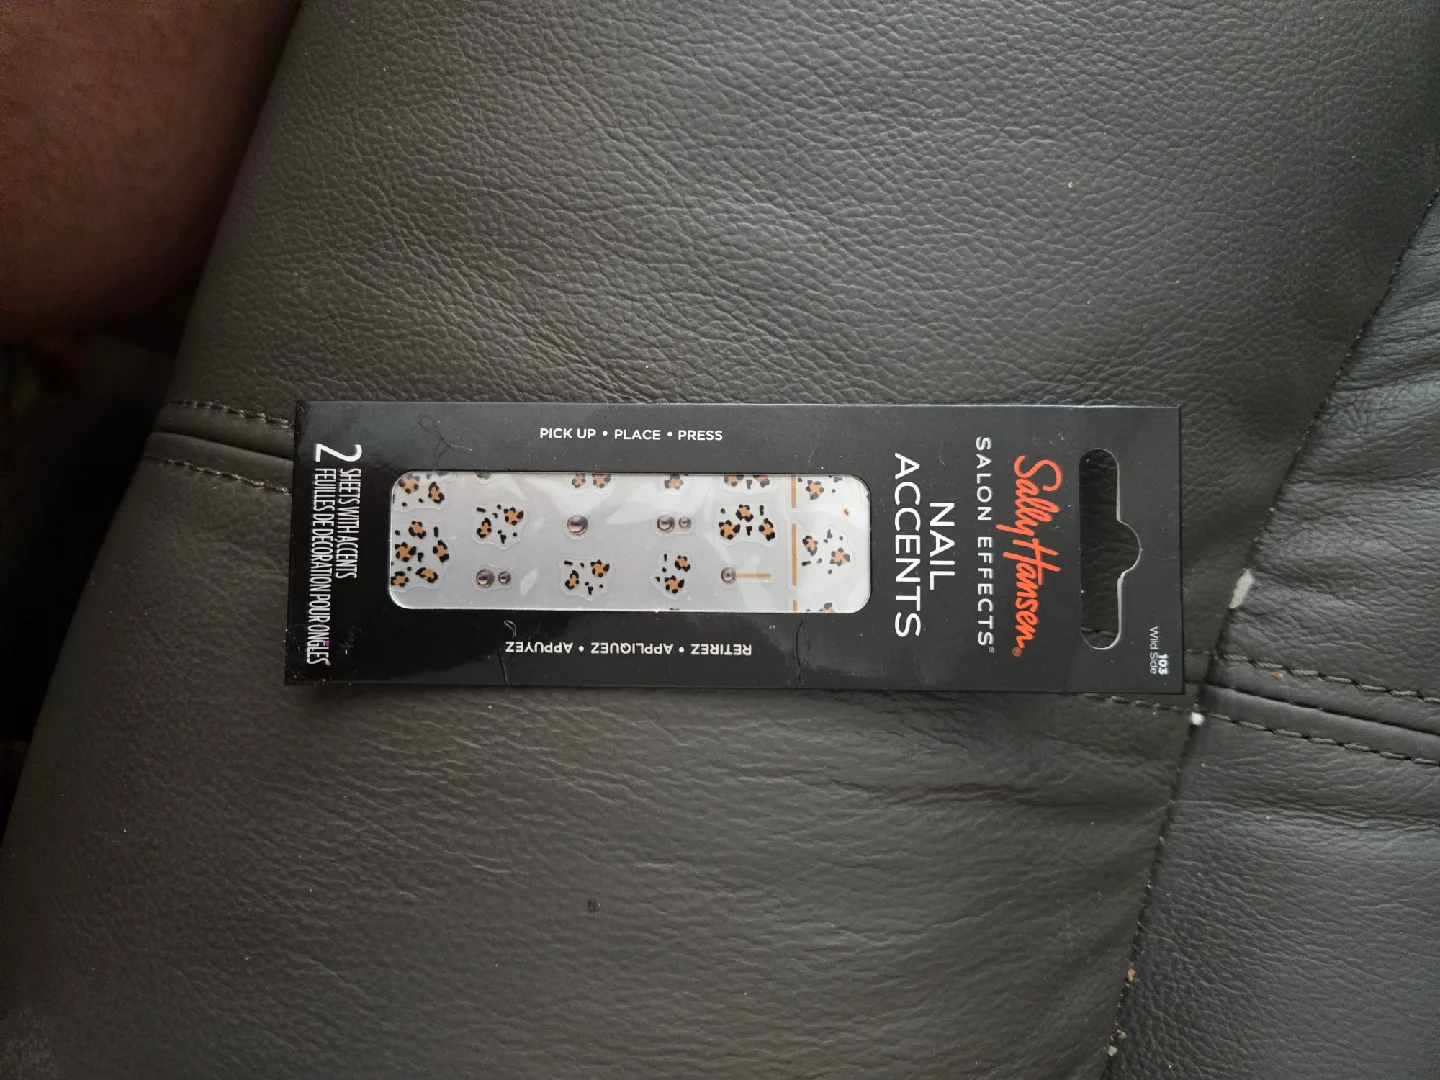 103
Wild Side
Sally Hansen®
SALON EFFECTS®
NAIL
ACCENTS
PICK UP • PLACE • PRESS
RETIREZ • APPLIQUEZ • APPUYEZ
2 SHEETS WITH ACCENTS
FEUILLES DE DÉCORATION POUR ONGLES